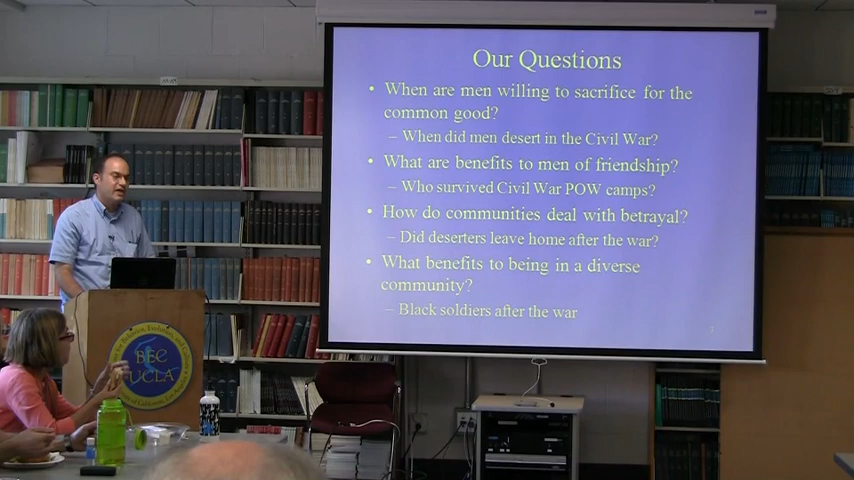 Our Questions
• When are men willing to sacrifice for the
common good?
– When did men desert in the Civil War?
• What are benefits to men of friendship?
– Who survived Civil War POW camps?
• How do communities deal with betrayal?
– Did deserters leave home after the war?
• What benefits to being in a diverse
community?
– Black soldiers after the war
3
BEC
UCLA